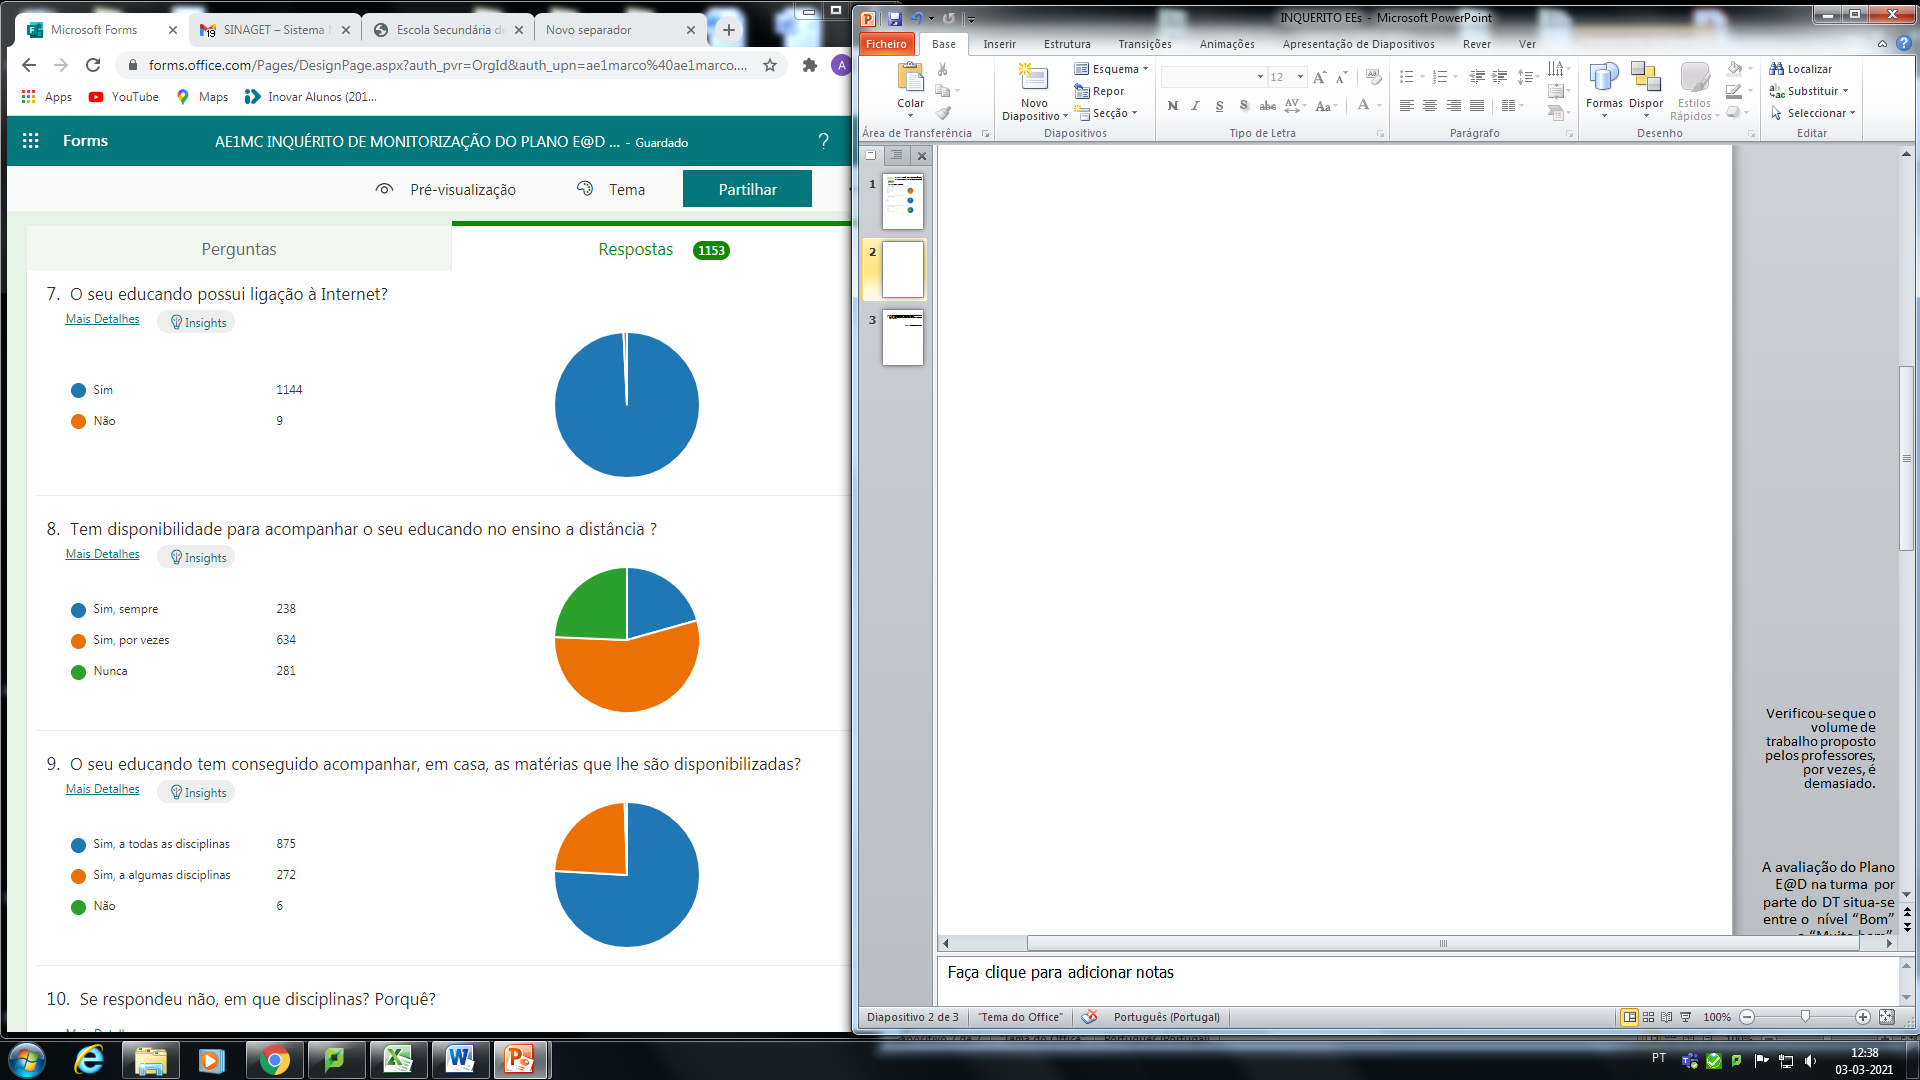 Microsoft Forms
SINAGET – Sistema
Escola Secundária de
Novo separador
forms.office.com/Pages/DesignPage.aspx?auth_pvr=OrgId&auth_upn=ae1marco%40ae1marco....
A
Apps
YouTube
Maps
Inovar Alunos (201...
Forms
AE1MC INQUÉRITO DE MONITORIZAÇÃO DO PLANO E@D ... - Guardado
?
Pré-visualização
Tema
Partilhar
Perguntas
Respostas 1153
7. O seu educando possui ligação à Internet?
Mais Detalhes
Insights
Sim 1144
Não 9
8. Tem disponibilidade para acompanhar o seu educando no ensino a distância ?
Mais Detalhes
Insights
Sim, sempre 238
Sim, por vezes 634
Nunca 281
9. O seu educando tem conseguido acompanhar, em casa, as matérias que lhe são disponibilizadas?
Mais Detalhes
Insights
Sim, a todas as disciplinas 875
Sim, a algumas disciplinas 272
Não 6
10. Se respondeu não, em que disciplinas? Porquê?
INQUERITO EEs - Microsoft PowerPoint
Ficheiro
Base
Inserir
Estrutura
Transições
Animações
Apresentação de Diapositivos
Rever
Ver
Colar
Área de Transferência
Novo
Diapositivo
Esquema
Repor
Secção
Diapositivos
12
N I S S abc AV Aa A
Tipo de Letra
Parágrafo
Formas
Dispor
Estilos
Rápidos
Desenho
Localizar
Substituir
Seleccionar
Editar
1
2
3
Verificou-se que o
volume de
trabalho proposto
pelos professores,
por vezes, é
demasiado.
A avaliação do Plano
E@D na turma por
parte do DT situa-se
entre o nível “Bom”
Faça clique para adicionar notas
Diapositivo 2 de 3
"Tema do Office"
Português (Portugal)
100%
PT
12:38
03-03-2021